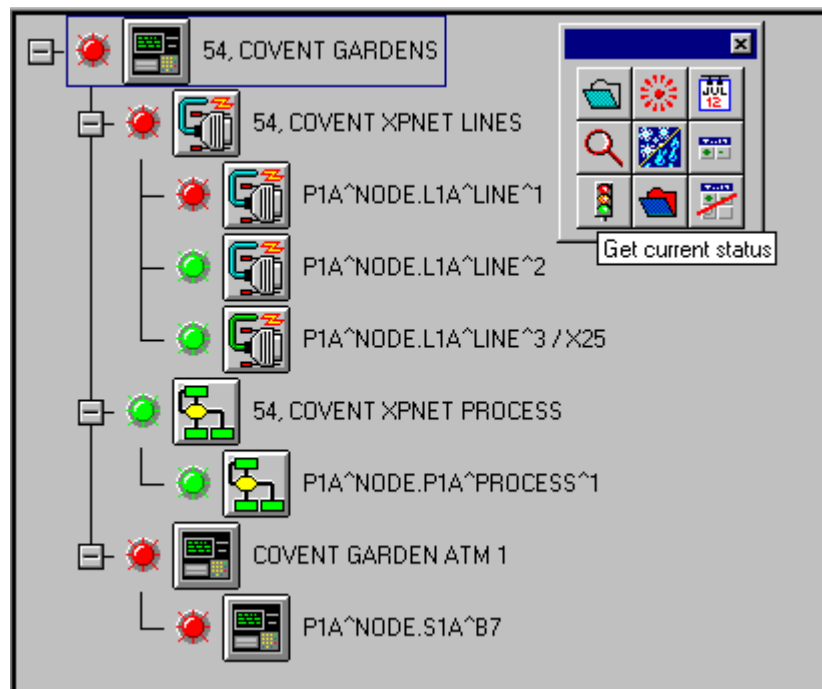 54, COVENT GARDENS
54, COVENT XPNET LINES
P1A^NODE.L1A^LINE^1
P1A^NODE.L1A^LINE^2
P1A^NODE.L1A^LINE^3 / X25
54, COVENT XPNET PROCESS
P1A^NODE.P1A^PROCESS^1
COVENT GARDEN ATM 1
P1A^NODE.S1A^B7
JUL
12
Get current status